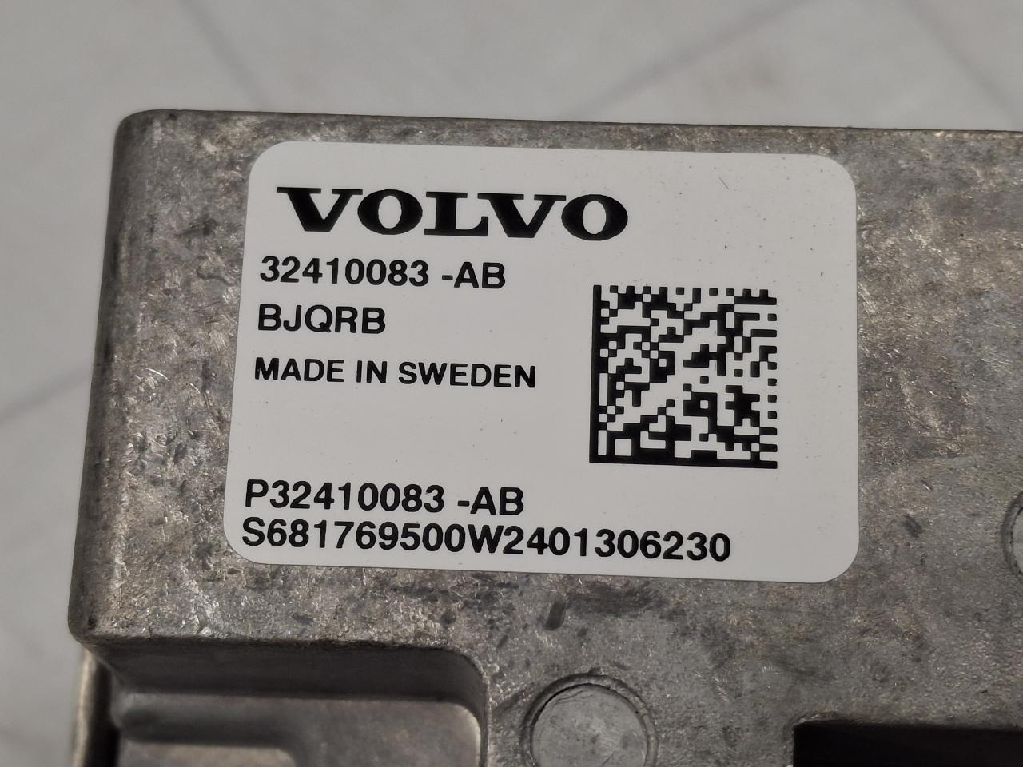 VOLVO
32410083 -AB
BJQRB
MADE IN SWEDEN
P32410083 -AB
S681769500W2401306230